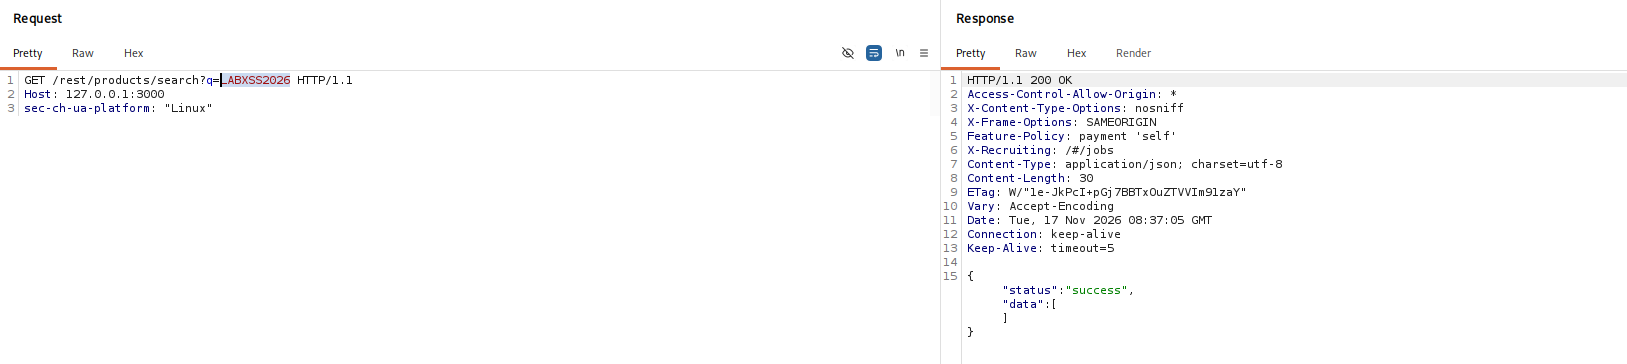 Request
Pretty Raw Hex \n
1 GET /rest/products/search?q=LABXSS2026 HTTP/1.1
2 Host: 127.0.0.1:3000
3 sec-ch-ua-platform: "Linux"
Response
Pretty Raw Hex Render
1 HTTP/1.1 200 OK
2 Access-Control-Allow-Origin: *
3 X-Content-Type-Options: nosniff
4 X-Frame-Options: SAMEORIGIN
5 Feature-Policy: payment 'self'
6 X-Recruiting: /#/jobs
7 Content-Type: application/json; charset=utf-8
8 Content-Length: 30
9 ETag: W/"1e-JkPcI+pGj7BBTxOuZTVVIm91zaY"
10 Vary: Accept-Encoding
11 Date: Tue, 17 Nov 2026 08:37:05 GMT
12 Connection: keep-alive
13 Keep-Alive: timeout=5
14
15 {
"status":"success",
"data":[
]
}